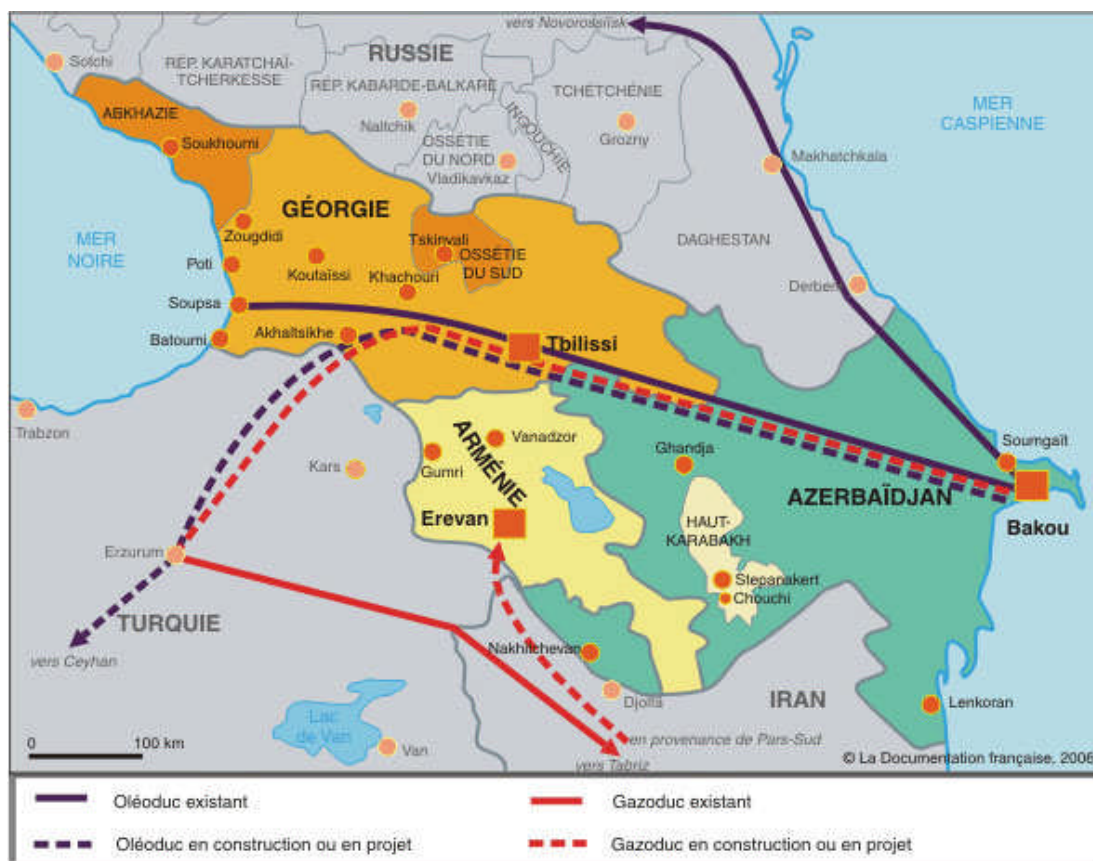 vers Novorossiïsk
Sotchi
RÉP. KARATCHAÏ-
TCHERKESSE
RUSSIE
RÉP. KABARDE-BALKARE
TCHÉTCHÉNIE
MER
CASPIENNE
ABKHAZIE
Naltchik
INGOUCHIE
Grozny
Soukhoumi
OSSÉTIE
DU NORD
Vladikavkaz
Makhatchkala
GÉORGIE
MER
NOIRE
Zougdidi
Tskinvali
OSSÉTIE
DU SUD
DAGHESTAN
Poti
Koutaïssi
Khachouri
Derbent
Soupsa
Batoumi
Akhaltsikhe
Tbilissi
Trabzon
Kars
Gumri
ARMÉNIE
Vanadzor
Ghandja
Soumgaït
AZERBAÏDJAN
Bakou
Erevan
HAUT-
KARABAKH
Erzurum
Stepanakert
Chouchi
TURQUIE
vers Ceyhan
Nakhitchevan
Djolfa
IRAN
Lenkoran
Lac
de Van
Van
0 100 km
en provenance de Pars-Sud
vers Tabriz
© La Documentation française, 2006
Oléoduc existant
Gazoduc existant
Oléoduc en construction ou en projet
Gazoduc en construction ou en projet